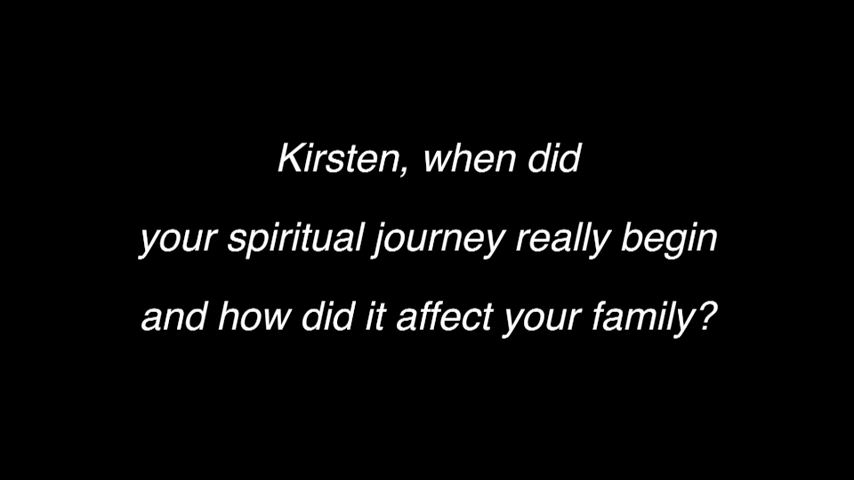 Kirsten, when did
your spiritual journey really begin
and how did it affect your family?